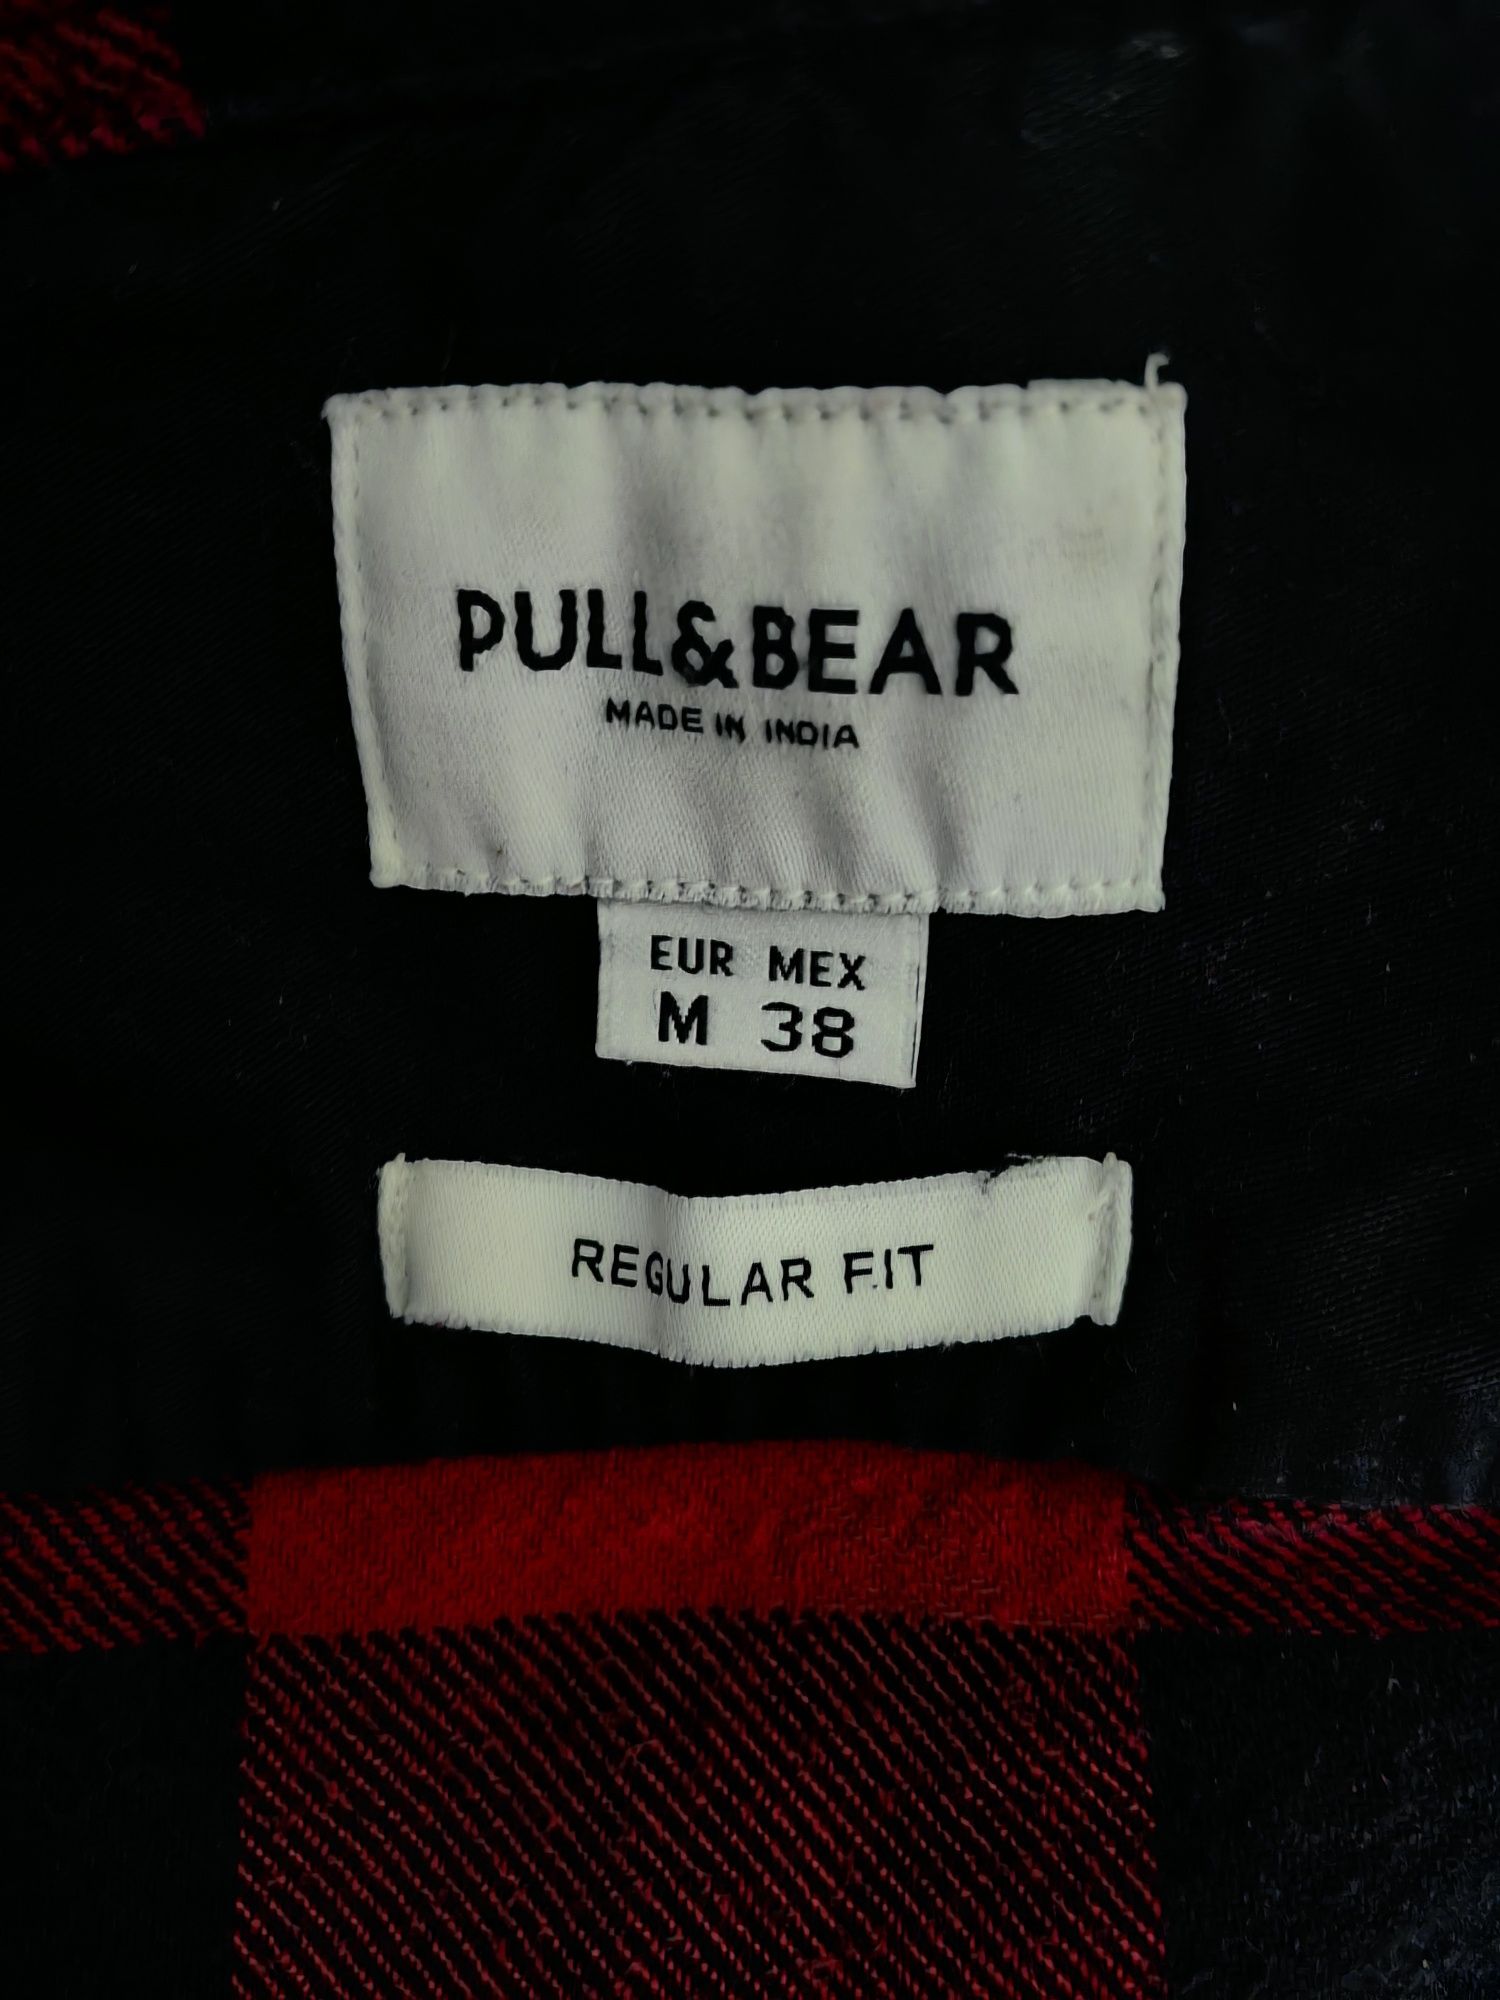 PULL&BEAR
MADE IN INDIA
EUR MEX
M 38
REGULAR FIT